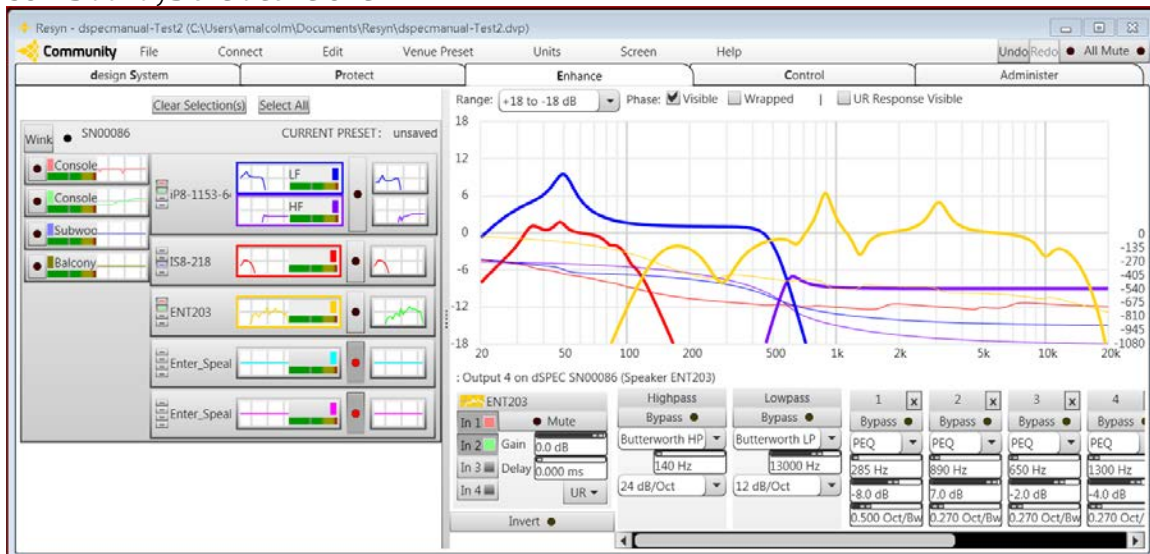 Resyn - dspecmanual-Test2 (C:\Users\amalcolm\Documents\Resyn\dspecmanual-Test2.dvp)
Community File Connect Edit Venue Preset Units Screen Help Undo Redo All Mute
design System Protect Enhance Control Administer
Clear Selection(s) Select All
Wink SN00086 CURRENT PRESET: unsaved
Console
Console
Subwoo
Balcony
iP8-1153-6
LF
HF
IS8-218
ENT203
Enter_Speal
Enter_Speal
Range: +18 to -18 dB Phase: Visible Wrapped | UR Response Visible
18
12
6
0
-6
-12
-18
0
-135
-270
-405
-540
-675
-810
-945
-1080
20 50 100 200 500 1k 2k 5k 10k 20k
: Output 4 on dSPEC SN00086 (Speaker ENT203)
ENT203
In 1 Mute
In 2 Gain 0.0 dB
In 3 Delay 0.000 ms
In 4 UR
Invert
Highpass
Bypass
Butterworth HP
140 Hz
24 dB/Oct
Lowpass
Bypass
Butterworth LP
13000 Hz
12 dB/Oct
1 x
Bypass
PEQ
285 Hz
-8.0 dB
0.500 Oct/Bw
2 x
Bypass
PEQ
890 Hz
7.0 dB
0.270 Oct/Bw
3 x
Bypass
PEQ
650 Hz
-2.0 dB
0.270 Oct/Bw
4
Bypass
PEQ
1300 Hz
-4.0 dB
0.270 Oct/